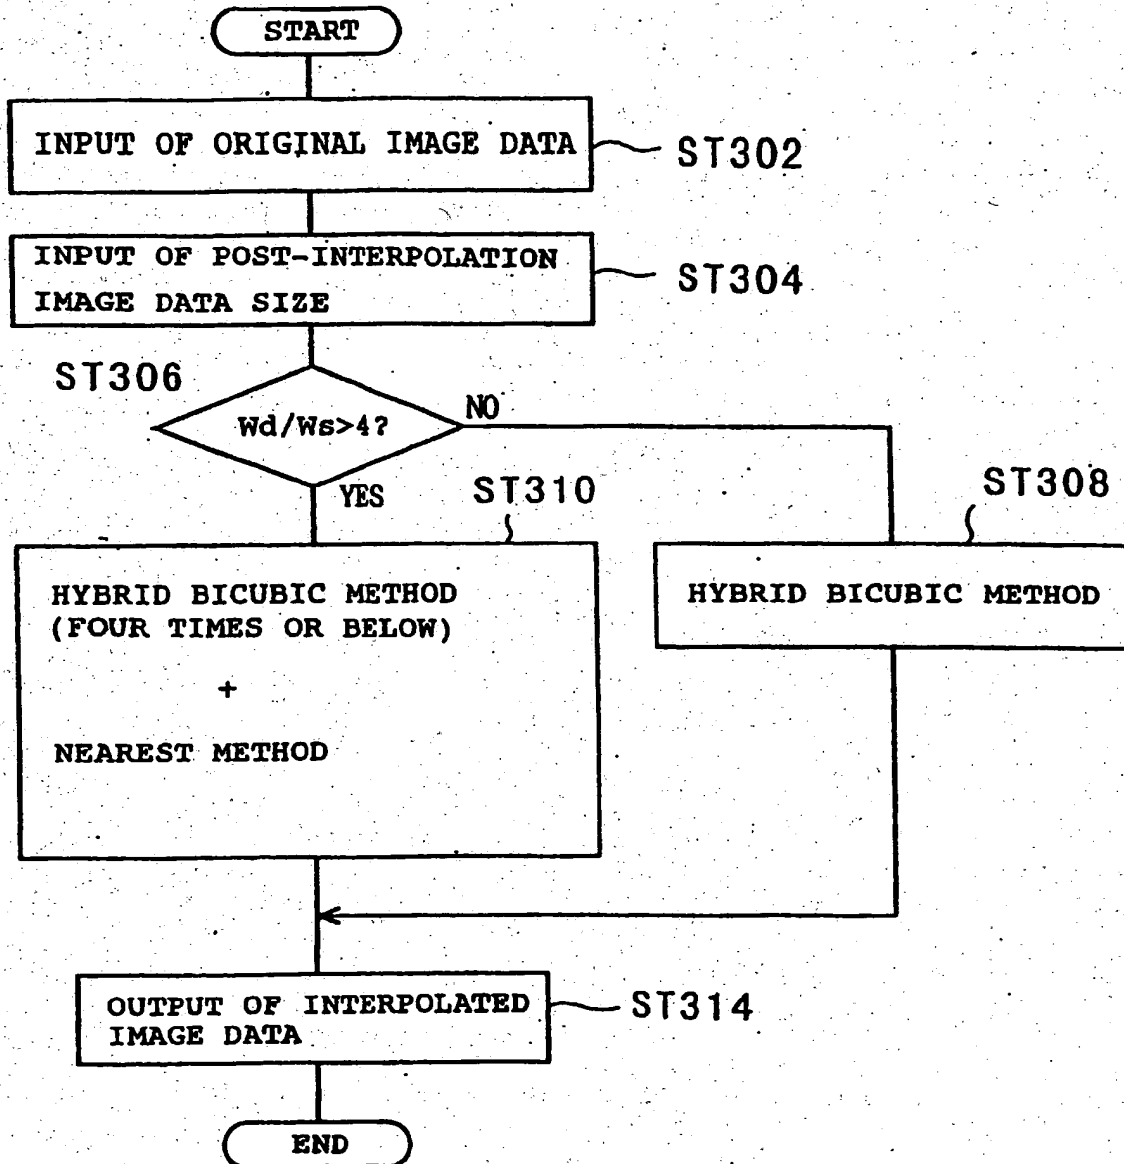 START
INPUT OF ORIGINAL IMAGE DATA
ST302
INPUT OF POST-INTERPOLATION
IMAGE DATA SIZE
ST304
ST306
Wd/Ws>4?
NO
YES
ST310
ST308
HYBRID BICUBIC METHOD
(FOUR TIMES OR BELOW)
+
NEAREST METHOD
HYBRID BICUBIC METHOD
OUTPUT OF INTERPOLATED
IMAGE DATA
ST314
END